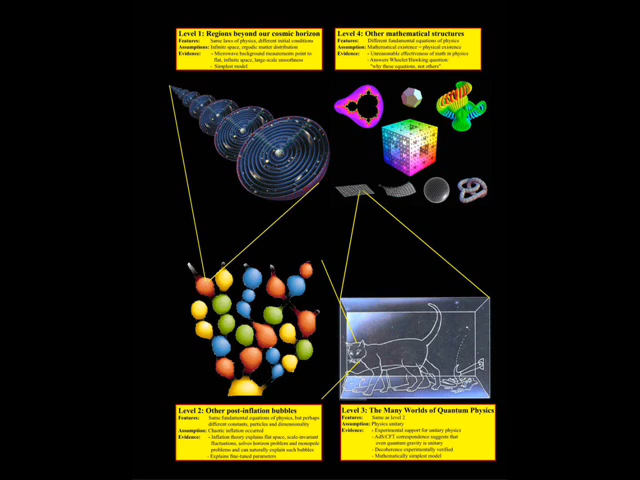 Level 1: Regions beyond our cosmic horizon
Features: Same laws of physics, different initial conditions
Assumptions: Infinite space, ergodic matter distribution
Evidence: - Microwave background measurements point to
flat, infinite space, large-scale smoothness
- Simplest model
Level 4: Other mathematical structures
Features: Different fundamental equations of physics
Assumption: Mathematical existence = physical existence
Evidence: - Unreasonable effectiveness of math in physics
- Answers Wheeler/Hawking question:
"why these equations, not others"
Level 2: Other post-inflation bubbles
Features: Same fundamental equations of physics, but perhaps
different constants, particles and dimensionality
Assumption: Chaotic inflation occurred
Evidence: - Inflation theory explains flat space, scale-invariant
fluctuations, solves horizon problem and monopole
problems and can naturally explain such bubbles
- Explains fine-tuned parameters
Level 3: The Many Worlds of Quantum Physics
Features: Same as level 2
Assumption: Physics unitary
Evidence: - Experimental support for unitary physics
- AdS/CFT correspondence suggests that
even quantum gravity is unitary
- Decoherence experimentally verified
- Mathematically simplest model